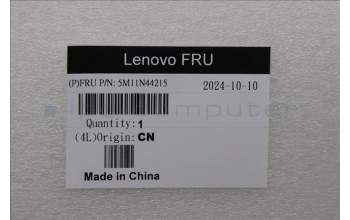 Lenovo FRU
(P)FRU P/N: 5M11N44215
2024-10-10
Quantity: 1
(4L)Origin: CN
Made in China